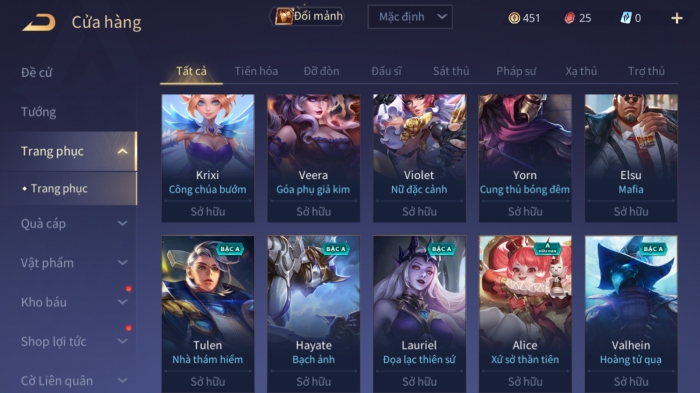 Cửa hàng
Đổi mảnh
Mặc định
451
25
0
Đề cử
Tướng
Trang phục
Trang phục
Quà cáp
Vật phẩm
Kho báu
Shop lợi tức
Cờ Liên quân
Tất cả Tiến hóa Đỡ đòn Đấu sĩ Sát thủ Pháp sư Xạ thủ Trợ thủ
Krixi
Công chúa bướm
Sở hữu
Veera
Góa phụ giả kim
Sở hữu
Violet
Nữ đặc cảnh
Sở hữu
Yorn
Cung thủ bóng đêm
Sở hữu
Elsu
Mafia
Sở hữu
BẬC A
Tulen
Nhà thám hiểm
Sở hữu
Hayate
Bạch ảnh
Sở hữu
BẬC A
Lauriel
Đọa lạc thiên sứ
Sở hữu
A
Alice
Xứ sở thần tiên
Sở hữu
BẬC A
Valhein
Hoàng tử quạ
Sở hữu